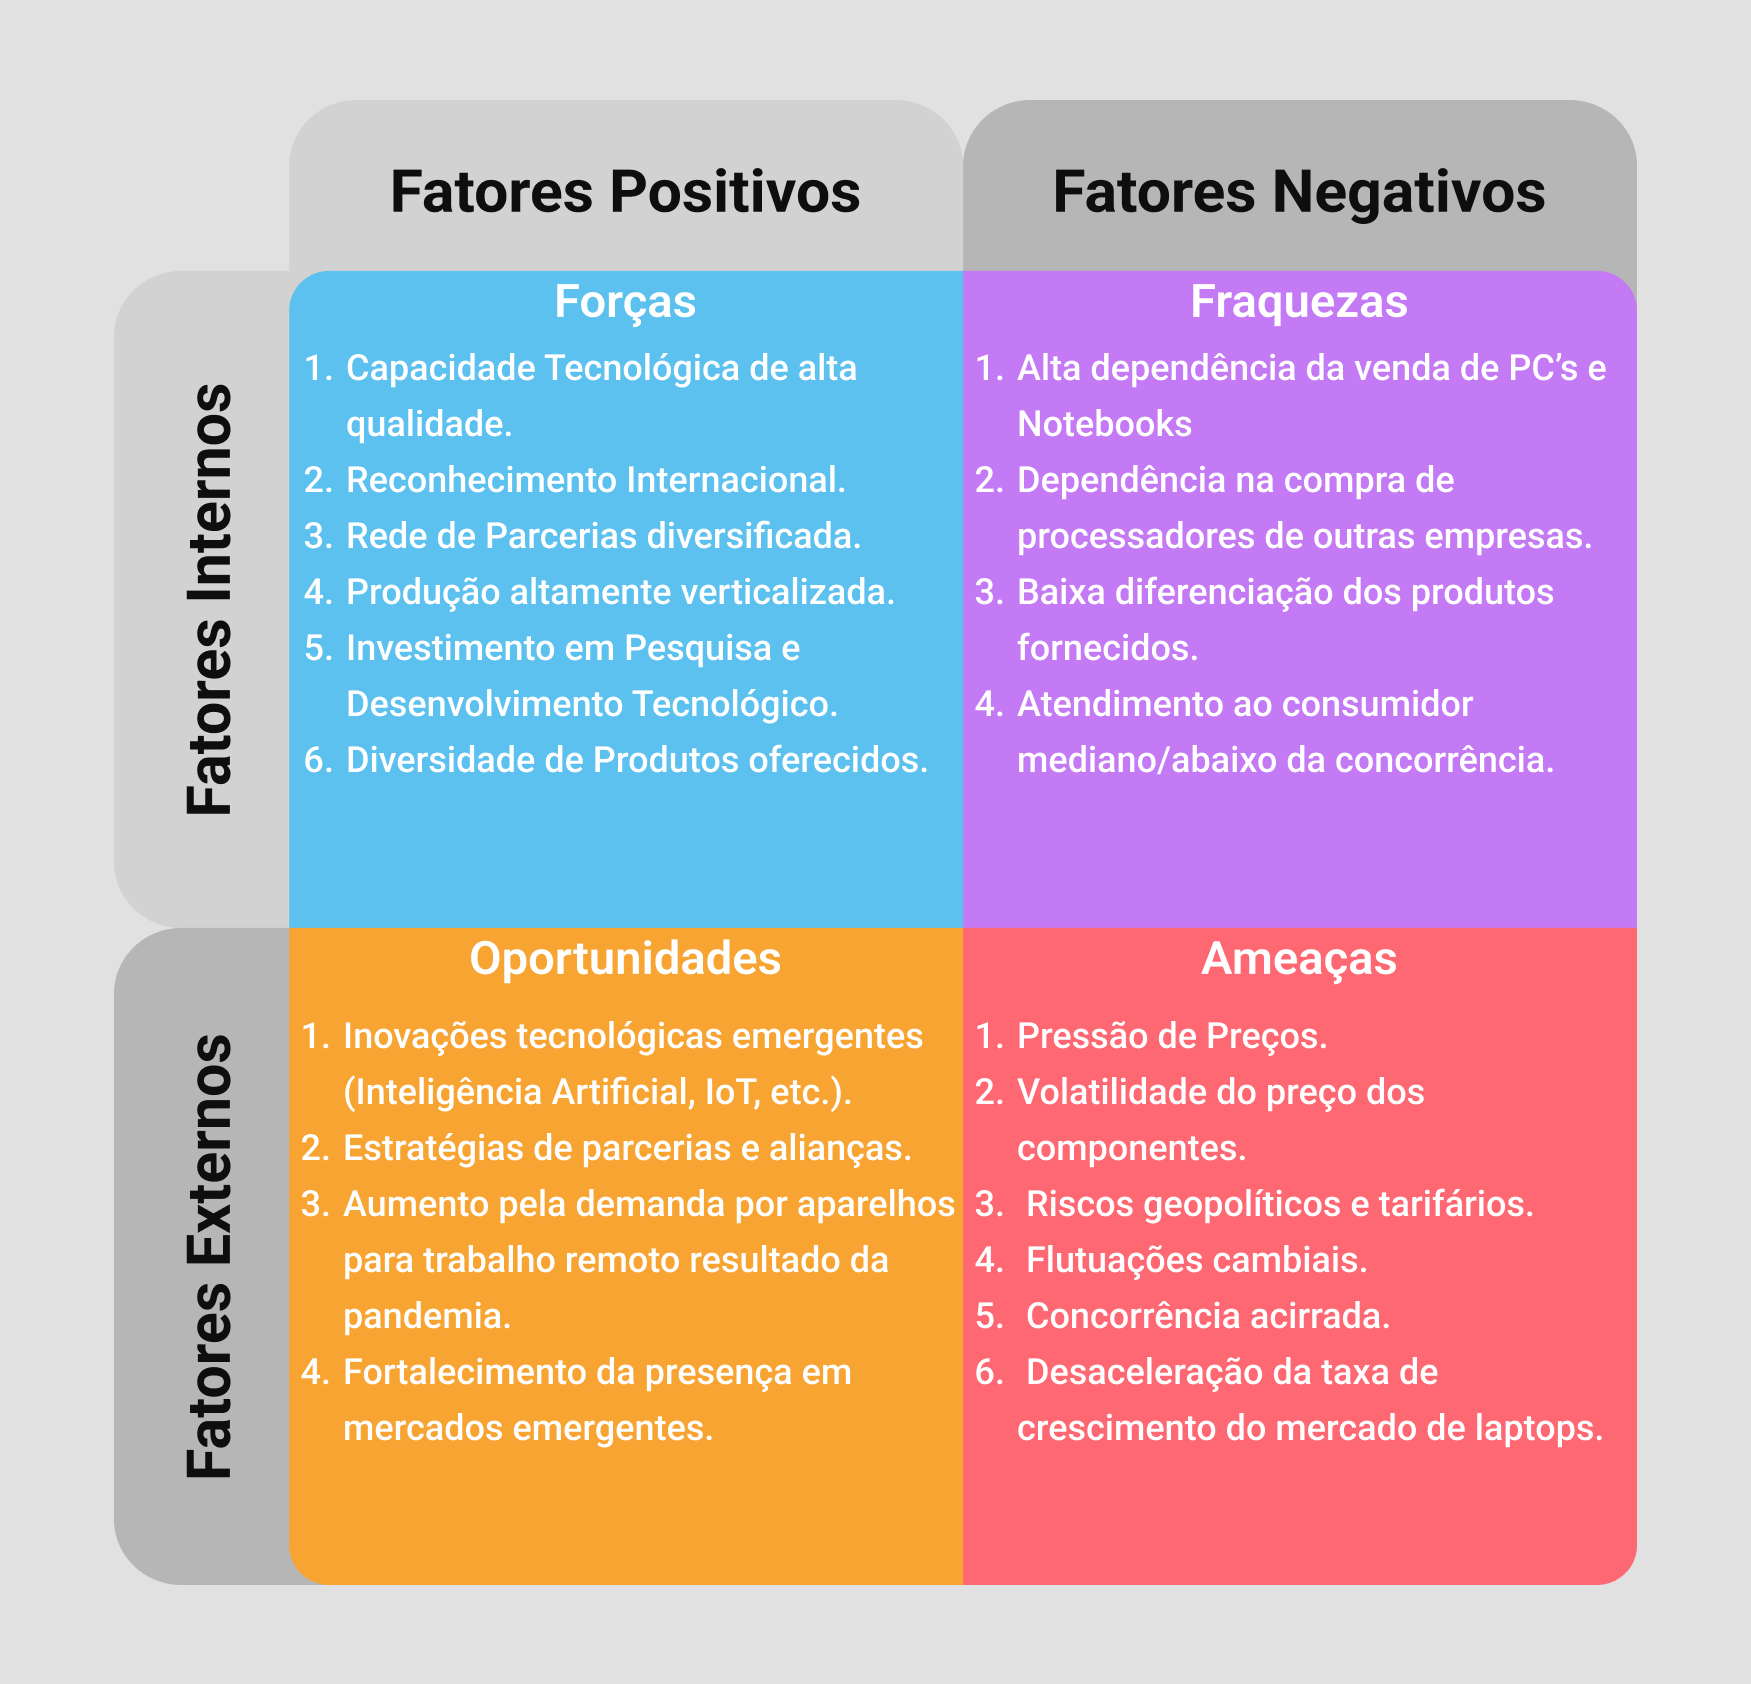 Fatores Positivos
Fatores Negativos
Fatores Internos
Forças
1. Capacidade Tecnológica de alta
qualidade.
2. Reconhecimento Internacional.
3. Rede de Parcerias diversificada.
4. Produção altamente verticalizada.
5. Investimento em Pesquisa e
Desenvolvimento Tecnológico.
6. Diversidade de Produtos oferecidos.
Fraquezas
1. Alta dependência da venda de PC’s e
Notebooks
2. Dependência na compra de
processadores de outras empresas.
3. Baixa diferenciação dos produtos
fornecidos.
4. Atendimento ao consumidor
mediano/abaixo da concorrência.
Fatores Externos
Oportunidades
1. Inovações tecnológicas emergentes
(Inteligência Artificial, IoT, etc.).
2. Estratégias de parcerias e alianças.
3. Aumento pela demanda por aparelhos
para trabalho remoto resultado da
pandemia.
4. Fortalecimento da presença em
mercados emergentes.
Ameaças
1. Pressão de Preços.
2. Volatilidade do preço dos
componentes.
3. Riscos geopolíticos e tarifários.
4. Flutuações cambiais.
5. Concorrência acirrada.
6. Desaceleração da taxa de
crescimento do mercado de laptops.